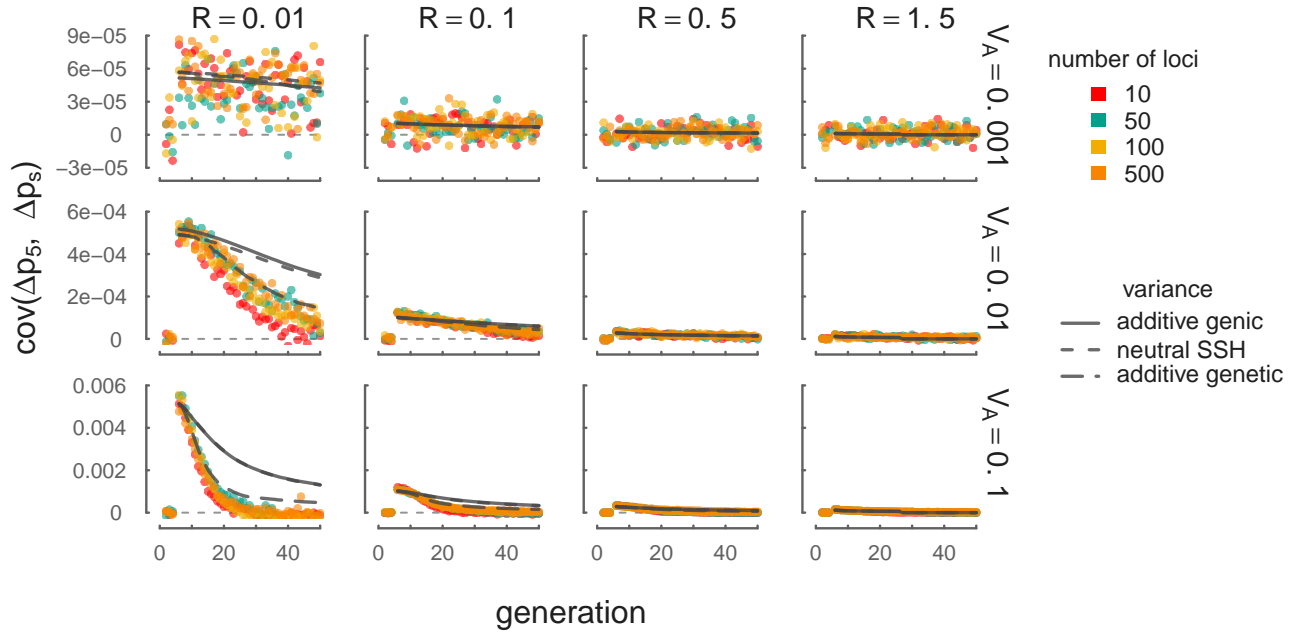 R = 0. 01 R = 0. 1 R = 0. 5 R = 1. 5
9e−05
6e−05
3e−05
0
−3e−05
V_A = 0. 001
6e−04
4e−04
2e−04
0
V_A = 0. 01
0.006
0.004
0.002
0
V_A = 0. 1
0 20 40 0 20 40 0 20 40 0 20 40
cov(Δp₅, Δpₛ)
generation
number of loci
10
50
100
500
variance
additive genic
neutral SSH
additive genetic